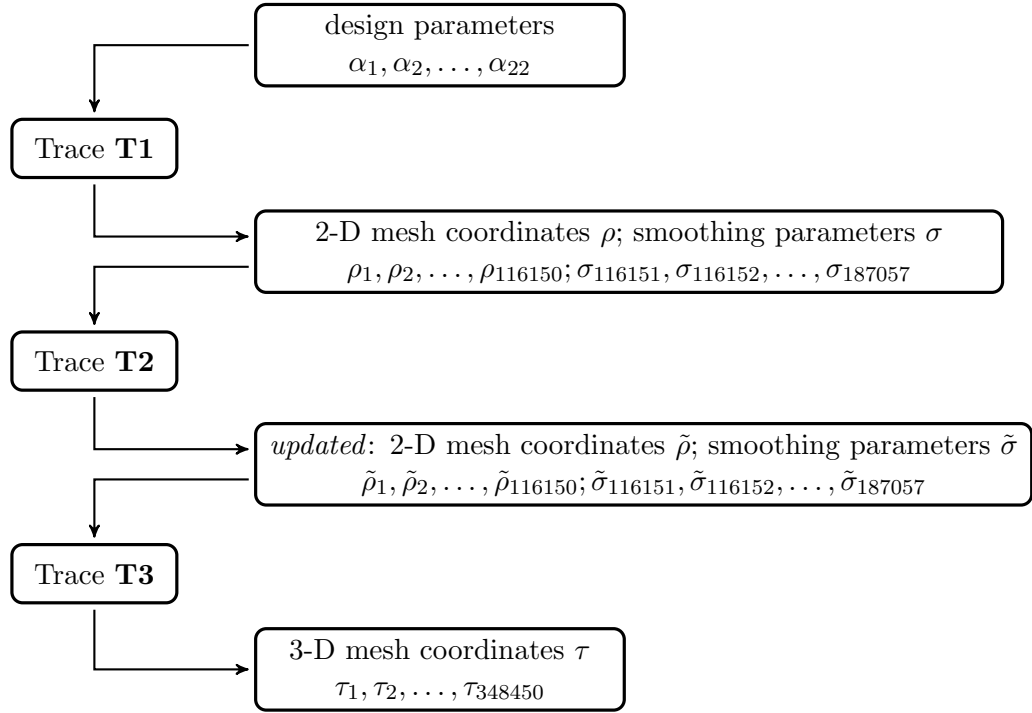 design parameters
α₁, α₂, . . . , α₂₂
Trace T1
2-D mesh coordinates ρ; smoothing parameters σ
ρ₁, ρ₂, . . . , ρ₁₁₆₁₅₀; σ₁₁₆₁₅₁, σ₁₁₆₁₅₂, . . . , σ₁₈₇₀₅₇
Trace T2
updated: 2-D mesh coordinates ρ̃; smoothing parameters σ̃
ρ̃₁, ρ̃₂, . . . , ρ̃₁₁₆₁₅₀; σ̃₁₁₆₁₅₁, σ̃₁₁₆₁₅₂, . . . , σ̃₁₈₇₀₅₇
Trace T3
3-D mesh coordinates τ
τ₁, τ₂, . . . , τ₃₄₈₄₅₀